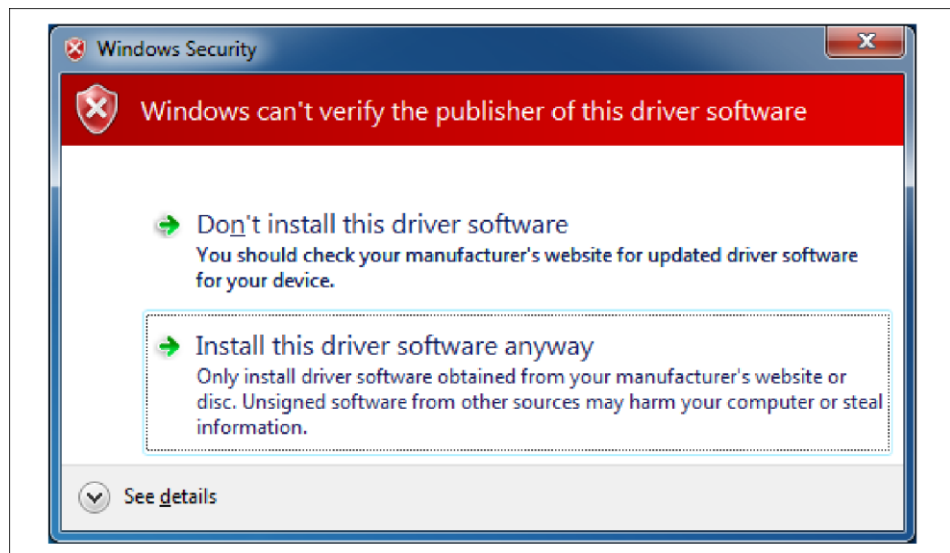 Windows Security
Windows can't verify the publisher of this driver software
Don't install this driver software
You should check your manufacturer's website for updated driver software
for your device.
Install this driver software anyway
Only install driver software obtained from your manufacturer's website or
disc. Unsigned software from other sources may harm your computer or steal
information.
See details